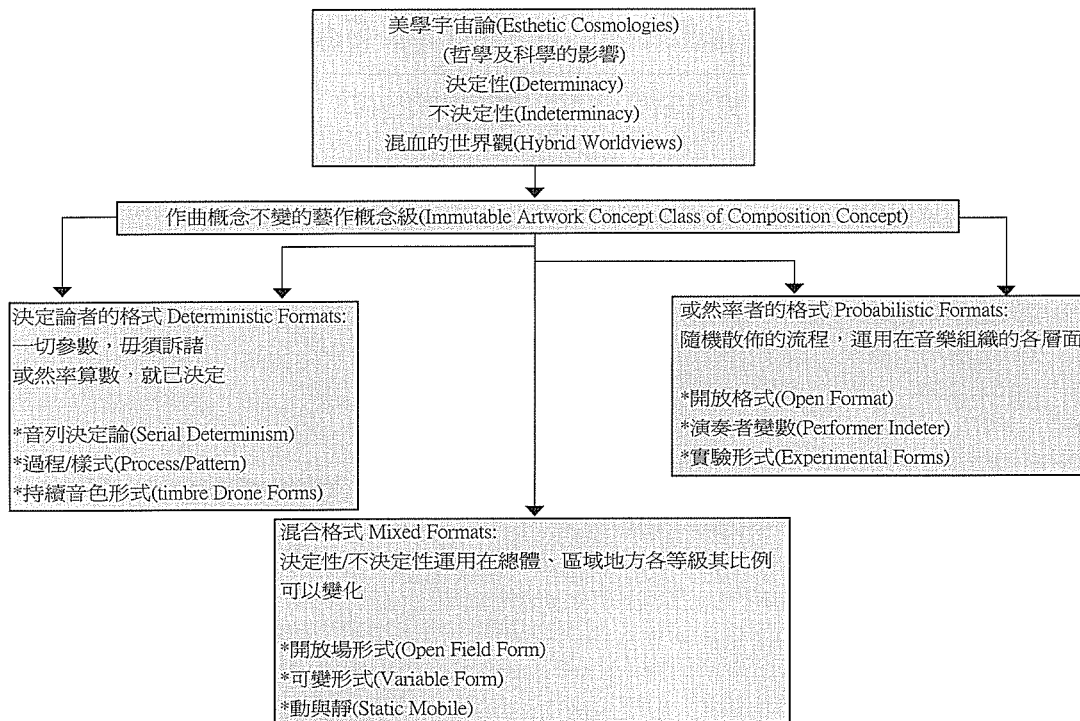 美學宇宙論(Esthetic Cosmologies)
(哲學及科學的影響)
決定性(Determinacy)
不決定性(Indeterminacy)
混血的世界觀(Hybrid Worldviews)
作曲概念不變的藝作概念級(Immutable Artwork Concept Class of Composition Concept)
決定論者的格式 Deterministic Formats:
一切參數，毋須訴諸
或然率算數，就已決定
*音列決定論(Serial Determinism)
*過程/樣式(Process/Pattern)
*持續音色形式(timbre Drone Forms)
或然率者的格式 Probabilistic Formats:
隨機散佈的流程，運用在音樂組織的各層面
*開放格式(Open Format)
*演奏者變數(Performer Indeter)
*實驗形式(Experimental Forms)
混合格式 Mixed Formats:
決定性/不決定性運用在總體、區域地方各等級其比例
可以變化
*開放場形式(Open Field Form)
*可變形式(Variable Form)
*動與靜(Static Mobile)